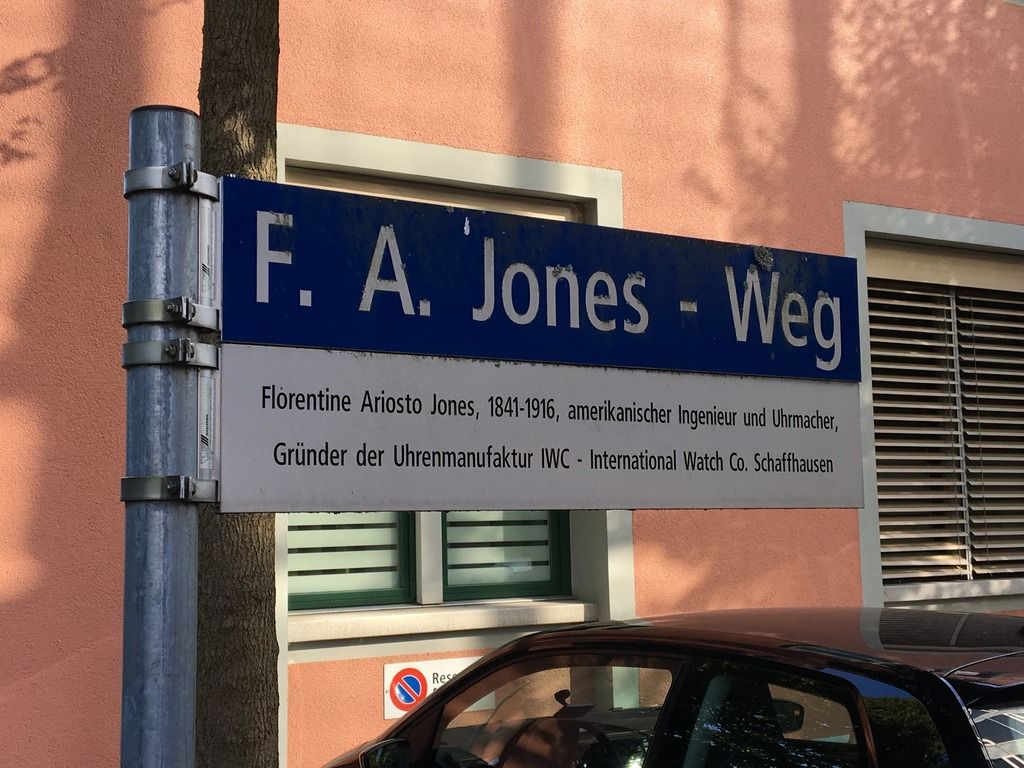 F. A. Jones - Weg
Florentine Ariosto Jones, 1841-1916, amerikanischer Ingenieur und Uhrmacher,
Gründer der Uhrenmanufaktur IWC - International Watch Co. Schaffhausen